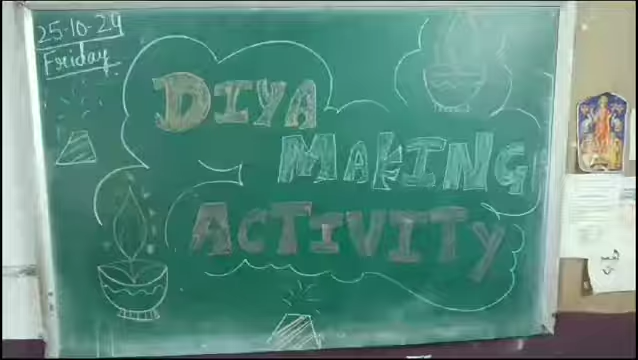 25-10-24
Friday
DIYA
MAKING
ACTIVITY